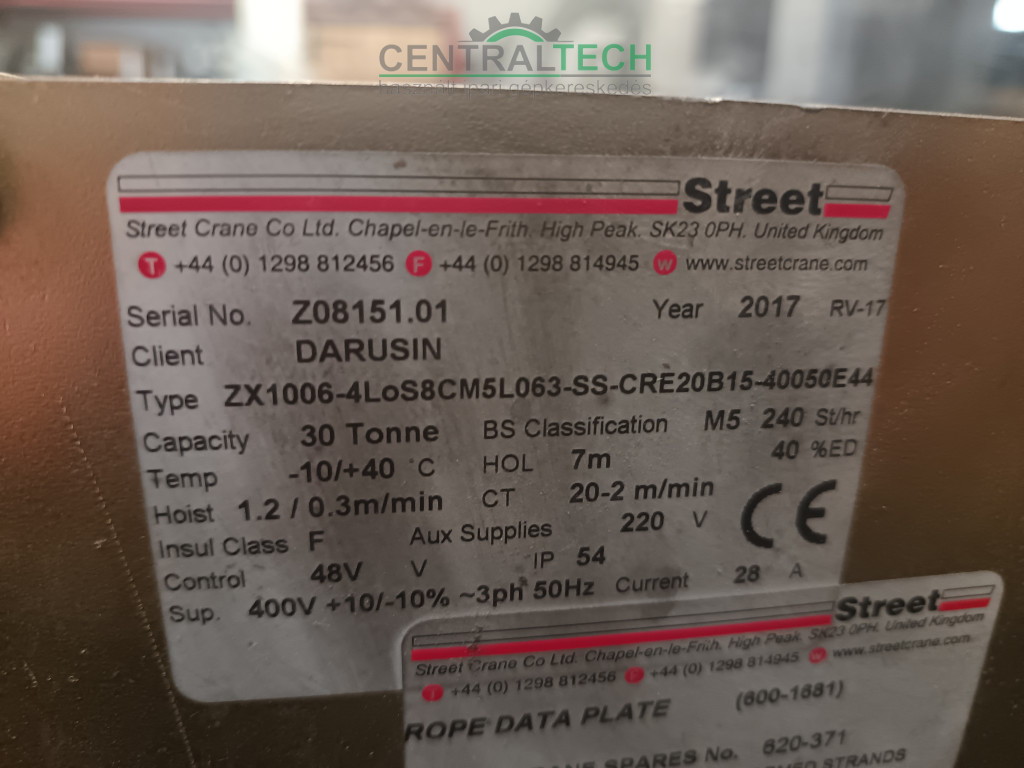 CENTRALTECH
használt ipari gépkereskedés
Street
Street Crane Co Ltd. Chapel-en-le-Frith. High Peak. SK23 0PH. United Kingdom
T +44 (0) 1298 812456 F +44 (0) 1298 814945 W www.streetcrane.com
Serial No. Z08151.01 Year 2017 RV-17
Client DARUSIN
Type ZX1006-4LoS8CM5L063-SS-CRE20B15-40050E44
Capacity 30 Tonne BS Classification M5 240 St/hr
Temp -10/+40 °C HOL 7m 40 %ED
Hoist 1.2 / 0.3m/min CT 20-2 m/min
Insul Class F Aux Supplies 220 V CE
Control 48V V IP 54
Sup. 400V +10/-10% ~3ph 50Hz Current 28 A
Street
Street Crane Co Ltd. Chapel-en-le-Frith. High Peak. SK23 0PH. United Kingdom
T +44 (0) 1298 812456 F +44 (0) 1298 814945 W www.streetcrane.com
ROPE DATA PLATE (600-1681)
SPARES No. 620-371
STRANDS